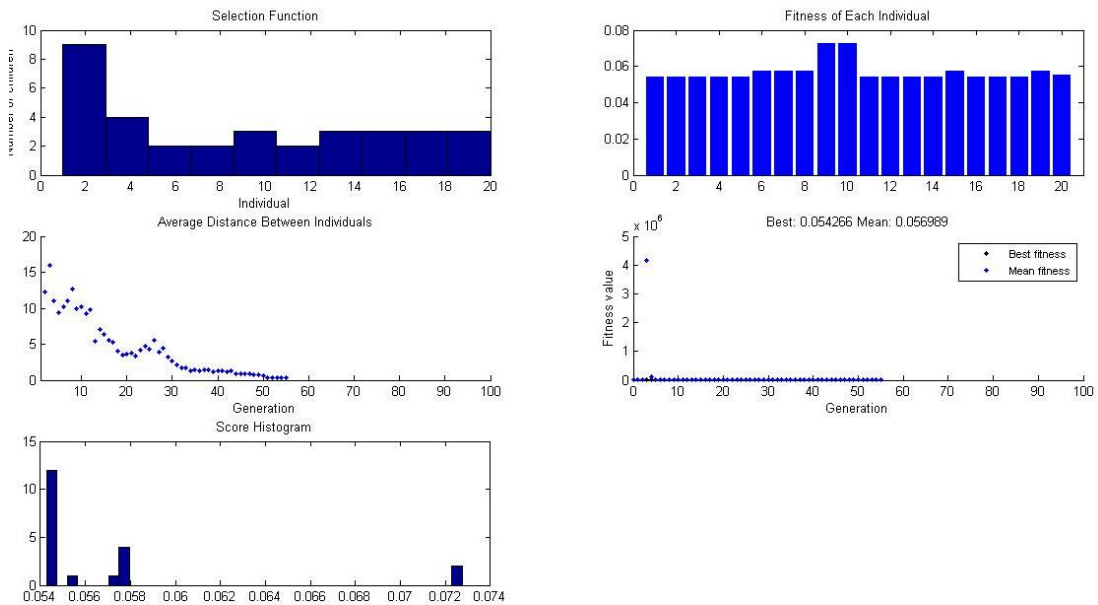 Selection Function
10
8
6
4
2
0
Number of children
0 2 4 6 8 10 12 14 16 18 20
Individual
Fitness of Each Individual
0.08
0.06
0.04
0.02
0
2 4 6 8 10 12 14 16 18 20
Average Distance Between Individuals
20
15
10
5
0
10 20 30 40 50 60 70 80 90 100
Generation
Best: 0.054266 Mean: 0.056989
x 10^6
5
4
3
2
1
0
Fitness value
Best fitness
Mean fitness
0 10 20 30 40 50 60 70 80 90 100
Generation
Score Histogram
15
10
5
0
0.054 0.056 0.058 0.06 0.062 0.064 0.066 0.068 0.07 0.072 0.074